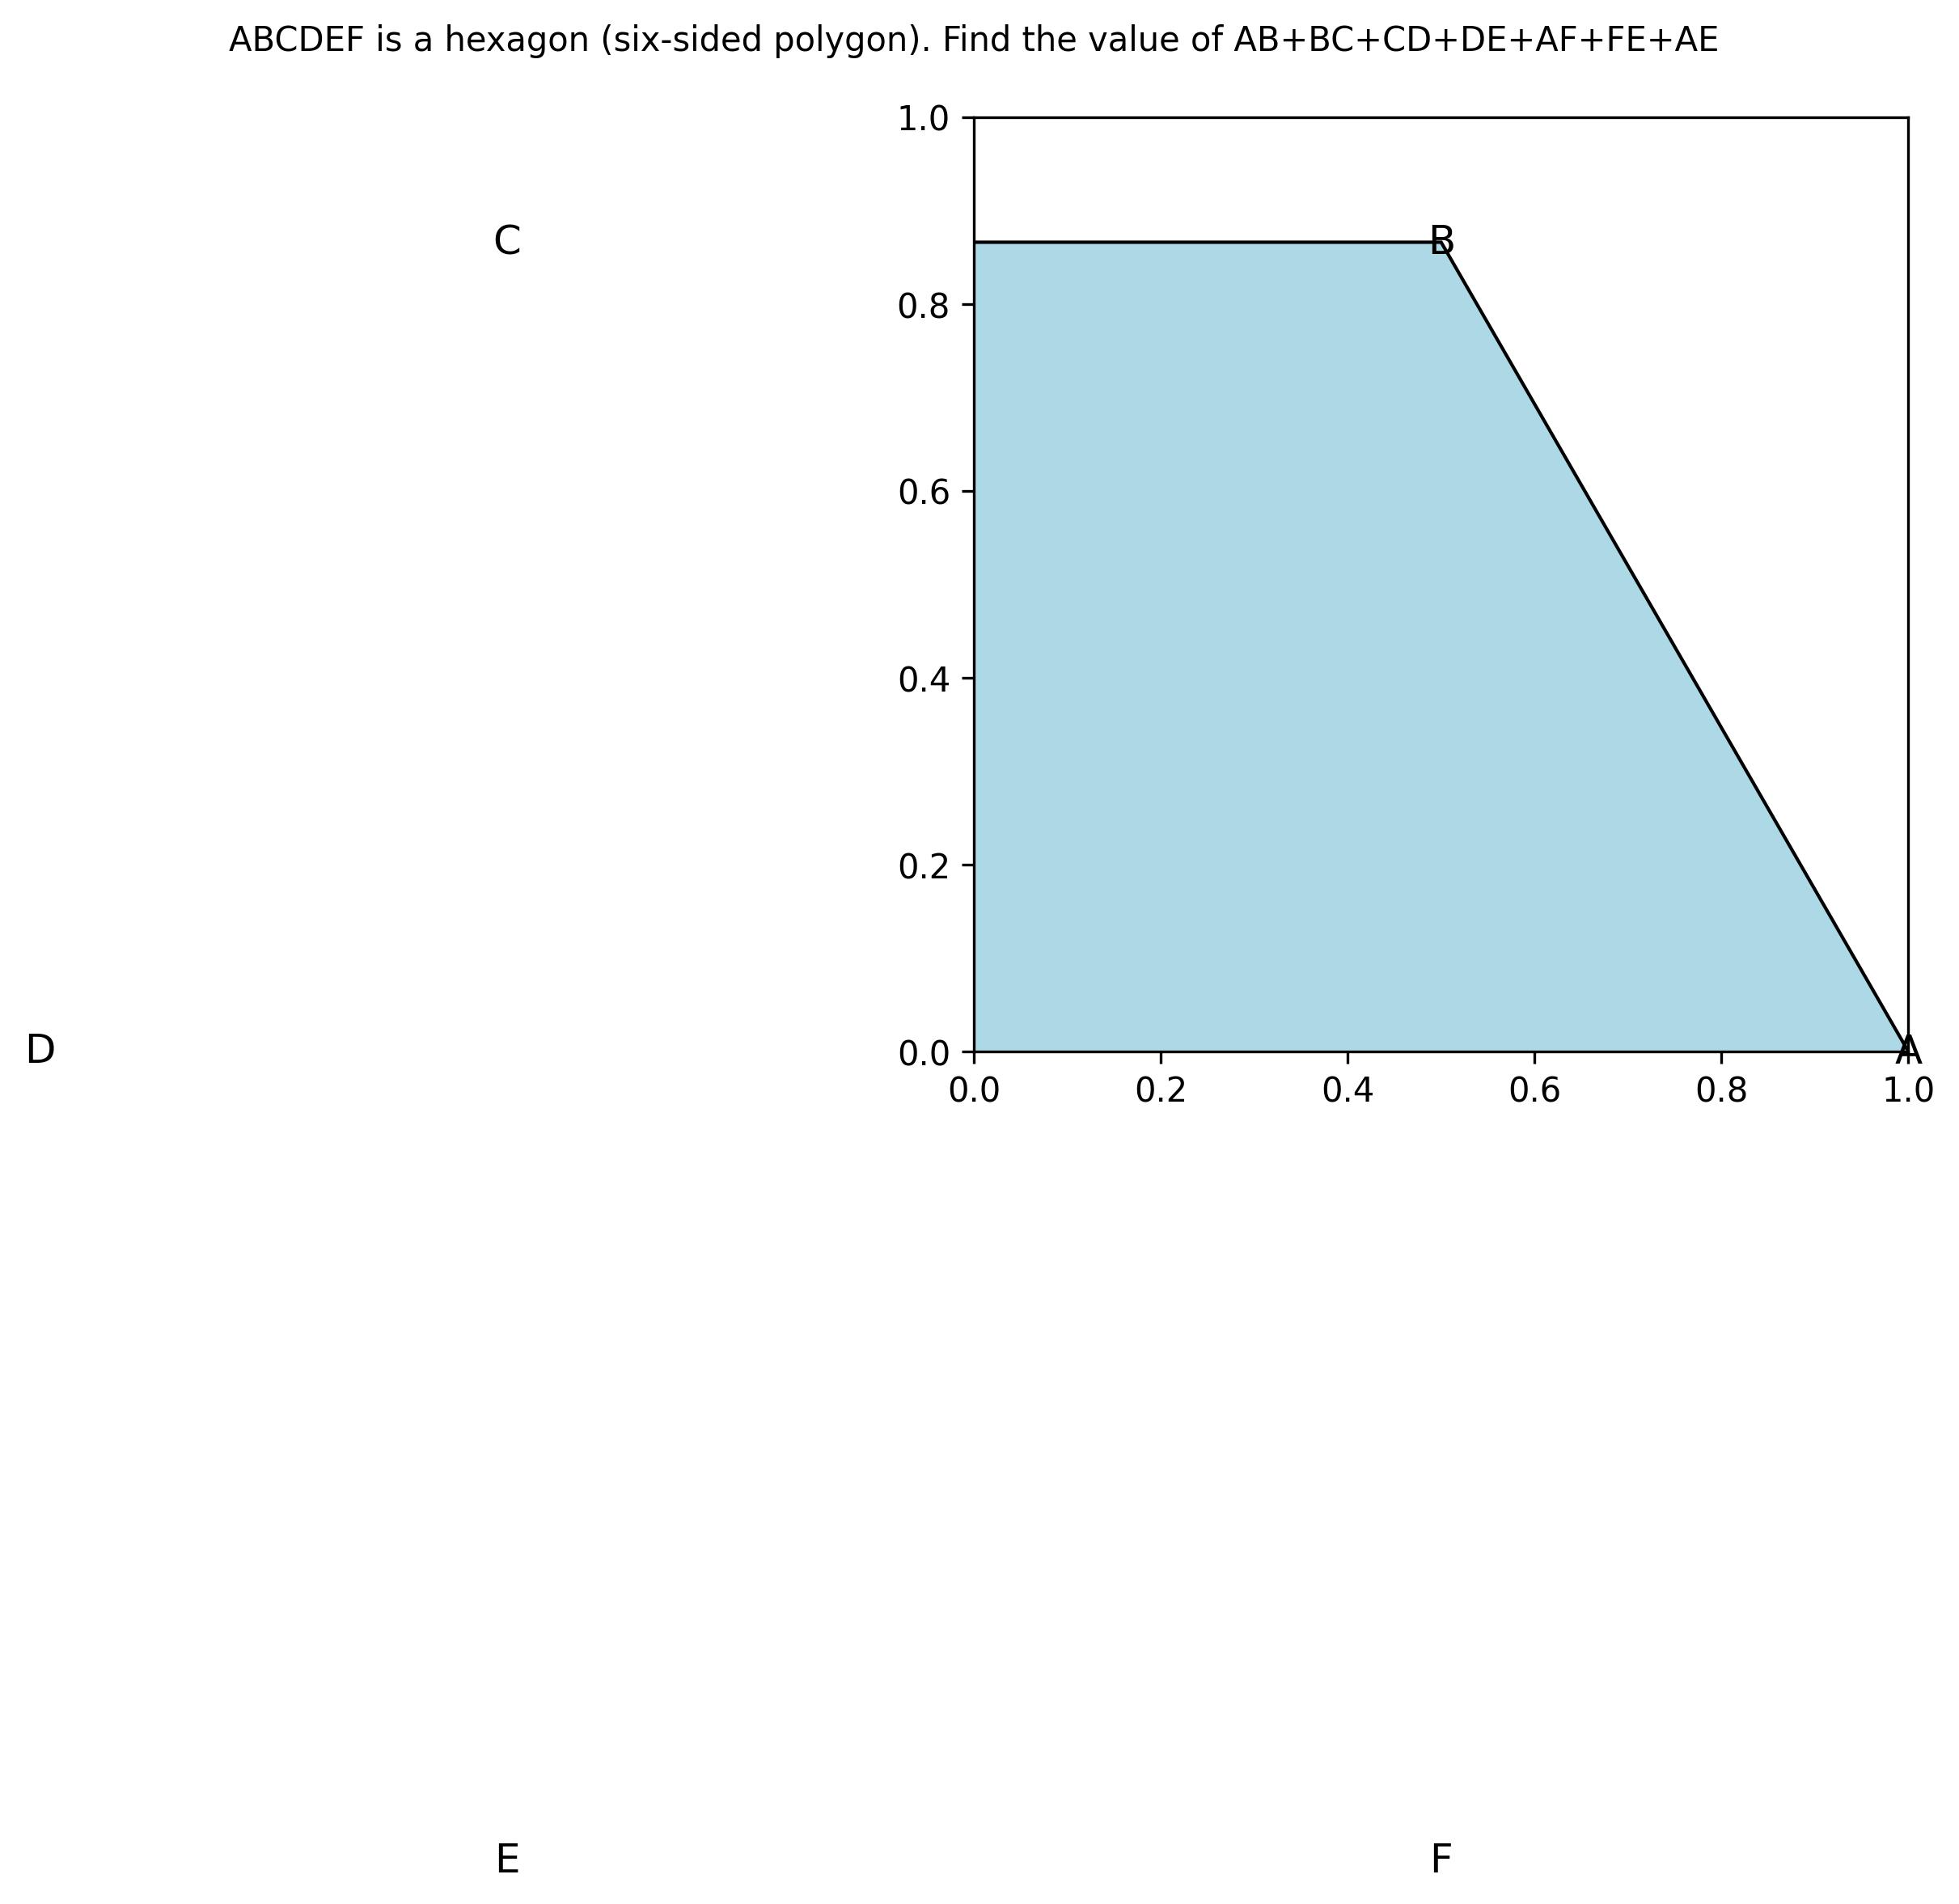 ABCDEF is a hexagon (six-sided polygon). Find the value of AB+BC+CD+DE+AF+FE+AE
1.0
C
B
0.8
0.6
0.4
0.2
D
0.0
A
0.0 0.2 0.4 0.6 0.8 1.0
E
F